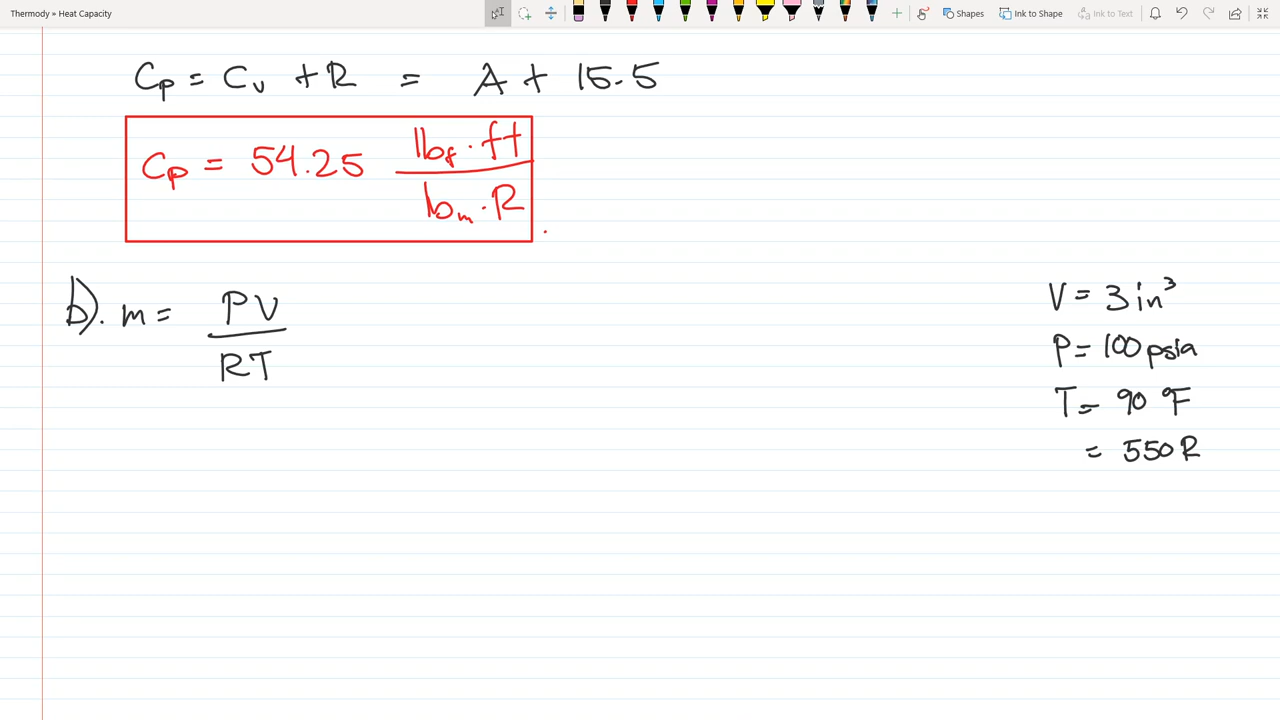 Thermody » Heat Capacity
Shapes
Ink to Shape
Ink to Text
Cp = Cv + R = A + 15.5
Cp = 54.25 lbf · ft / lbm · R
b). m = PV / RT
V = 3 in³
P = 100 psia
T = 90 °F
= 550 R